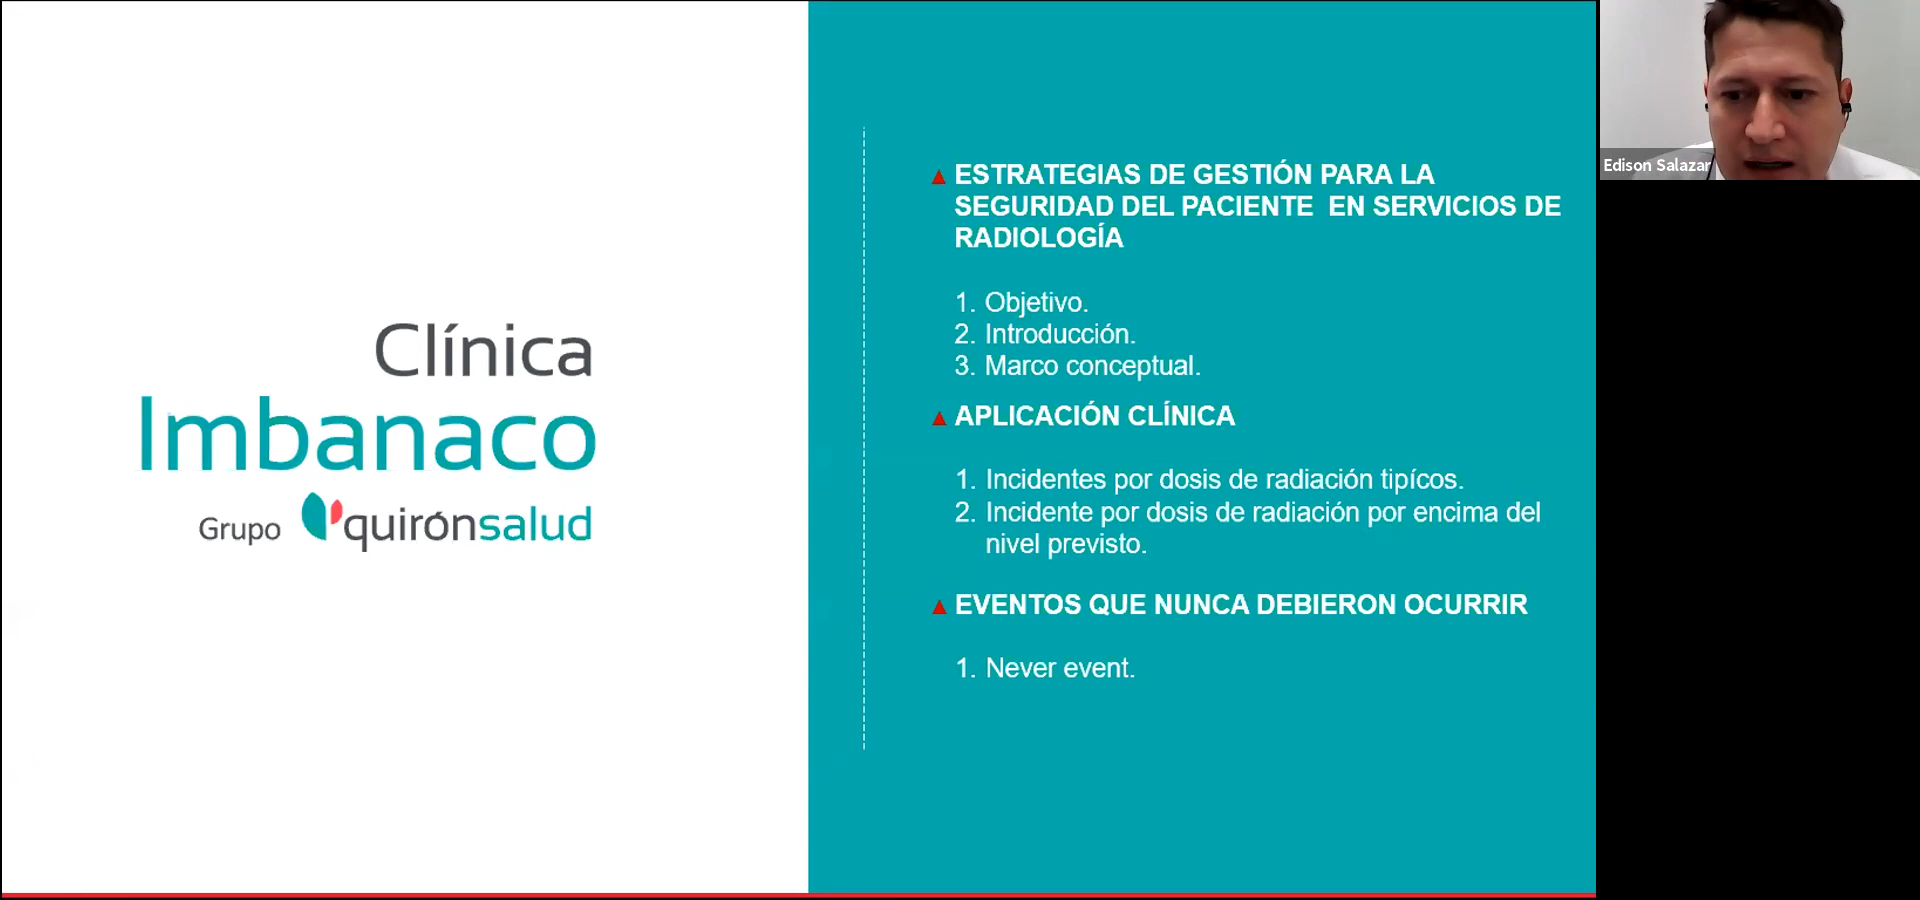 Clínica
Imbanaco
Grupo quirónsalud
ESTRATEGIAS DE GESTIÓN PARA LA
SEGURIDAD DEL PACIENTE EN SERVICIOS DE
RADIOLOGÍA
1. Objetivo.
2. Introducción.
3. Marco conceptual.
APLICACIÓN CLÍNICA
1. Incidentes por dosis de radiación tipícos.
2. Incidente por dosis de radiación por encima del
nivel previsto.
EVENTOS QUE NUNCA DEBIERON OCURRIR
1. Never event.
Edison Salazar